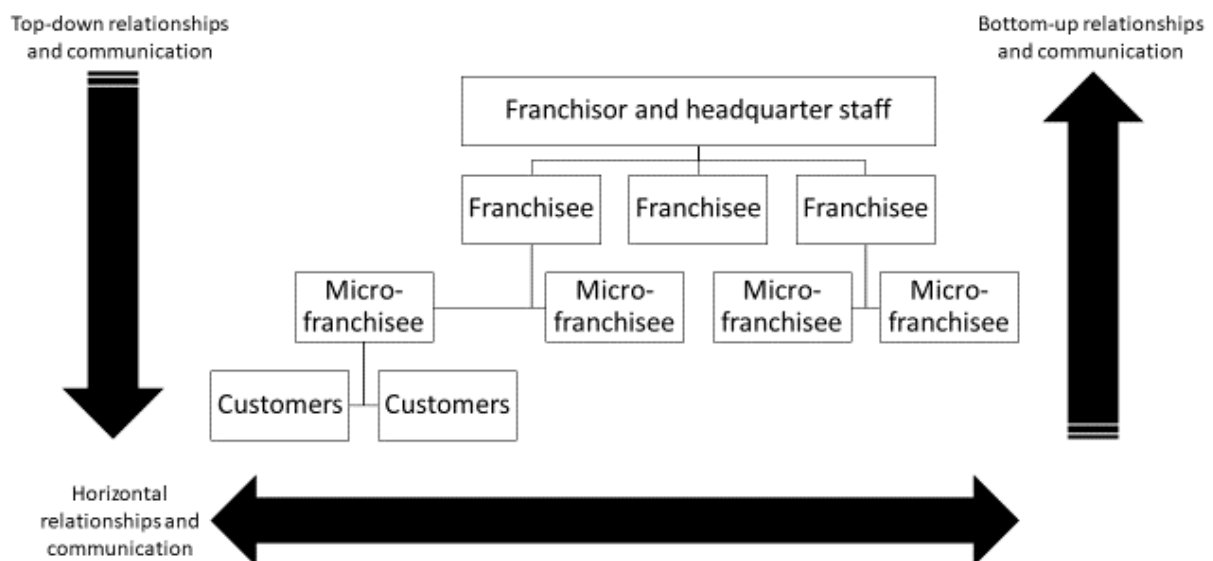 Top-down relationships
and communication
Bottom-up relationships
and communication
Franchisor and headquarter staff
Franchisee
Franchisee
Franchisee
Micro-
franchisee
Micro-
franchisee
Micro-
franchisee
Micro-
franchisee
Customers
Customers
Horizontal
relationships and
communication